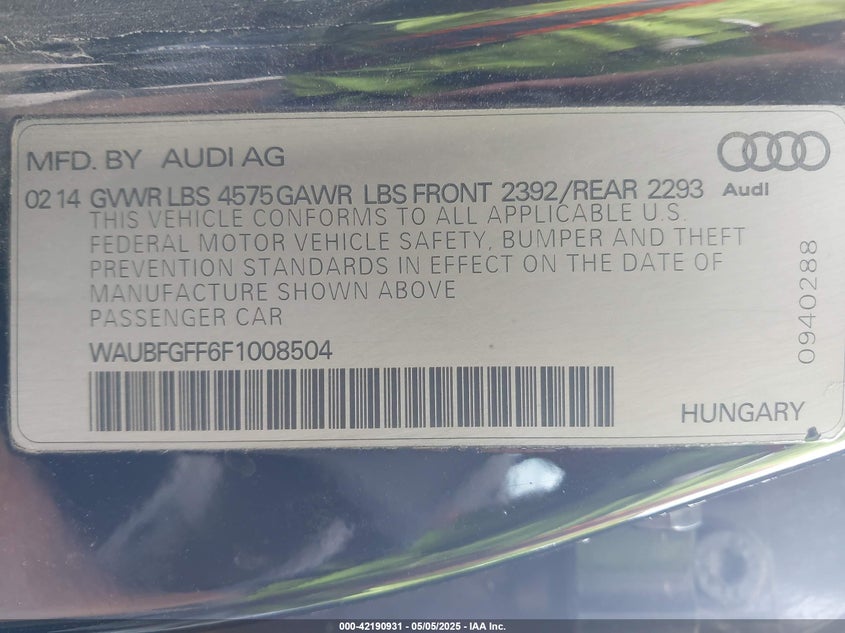 MFD. BY AUDI AG
Audi
02 14 GVWR LBS 4575 GAWR LBS FRONT 2392/REAR 2293
THIS VEHICLE CONFORMS TO ALL APPLICABLE U.S.
FEDERAL MOTOR VEHICLE SAFETY, BUMPER AND THEFT
PREVENTION STANDARDS IN EFFECT ON THE DATE OF
MANUFACTURE SHOWN ABOVE
PASSENGER CAR
0940288
WAUBFGFF6F1008504
HUNGARY
000-42190931 - 05/05/2025 - IAA Inc.